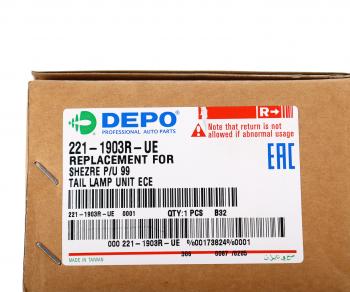 DEPO®
PROFESSIONAL AUTO PARTS
R→
Note that return is not
allowed if abnormal usage
221-1903R-UE
REPLACEMENT FOR
SHEZRE P/U 99
TAIL LAMP UNIT ECE
EAC
221-1903R-UE 0001 QTY:1 PCS B32
000 221-1903R-UE
MADE IN TAIWAN